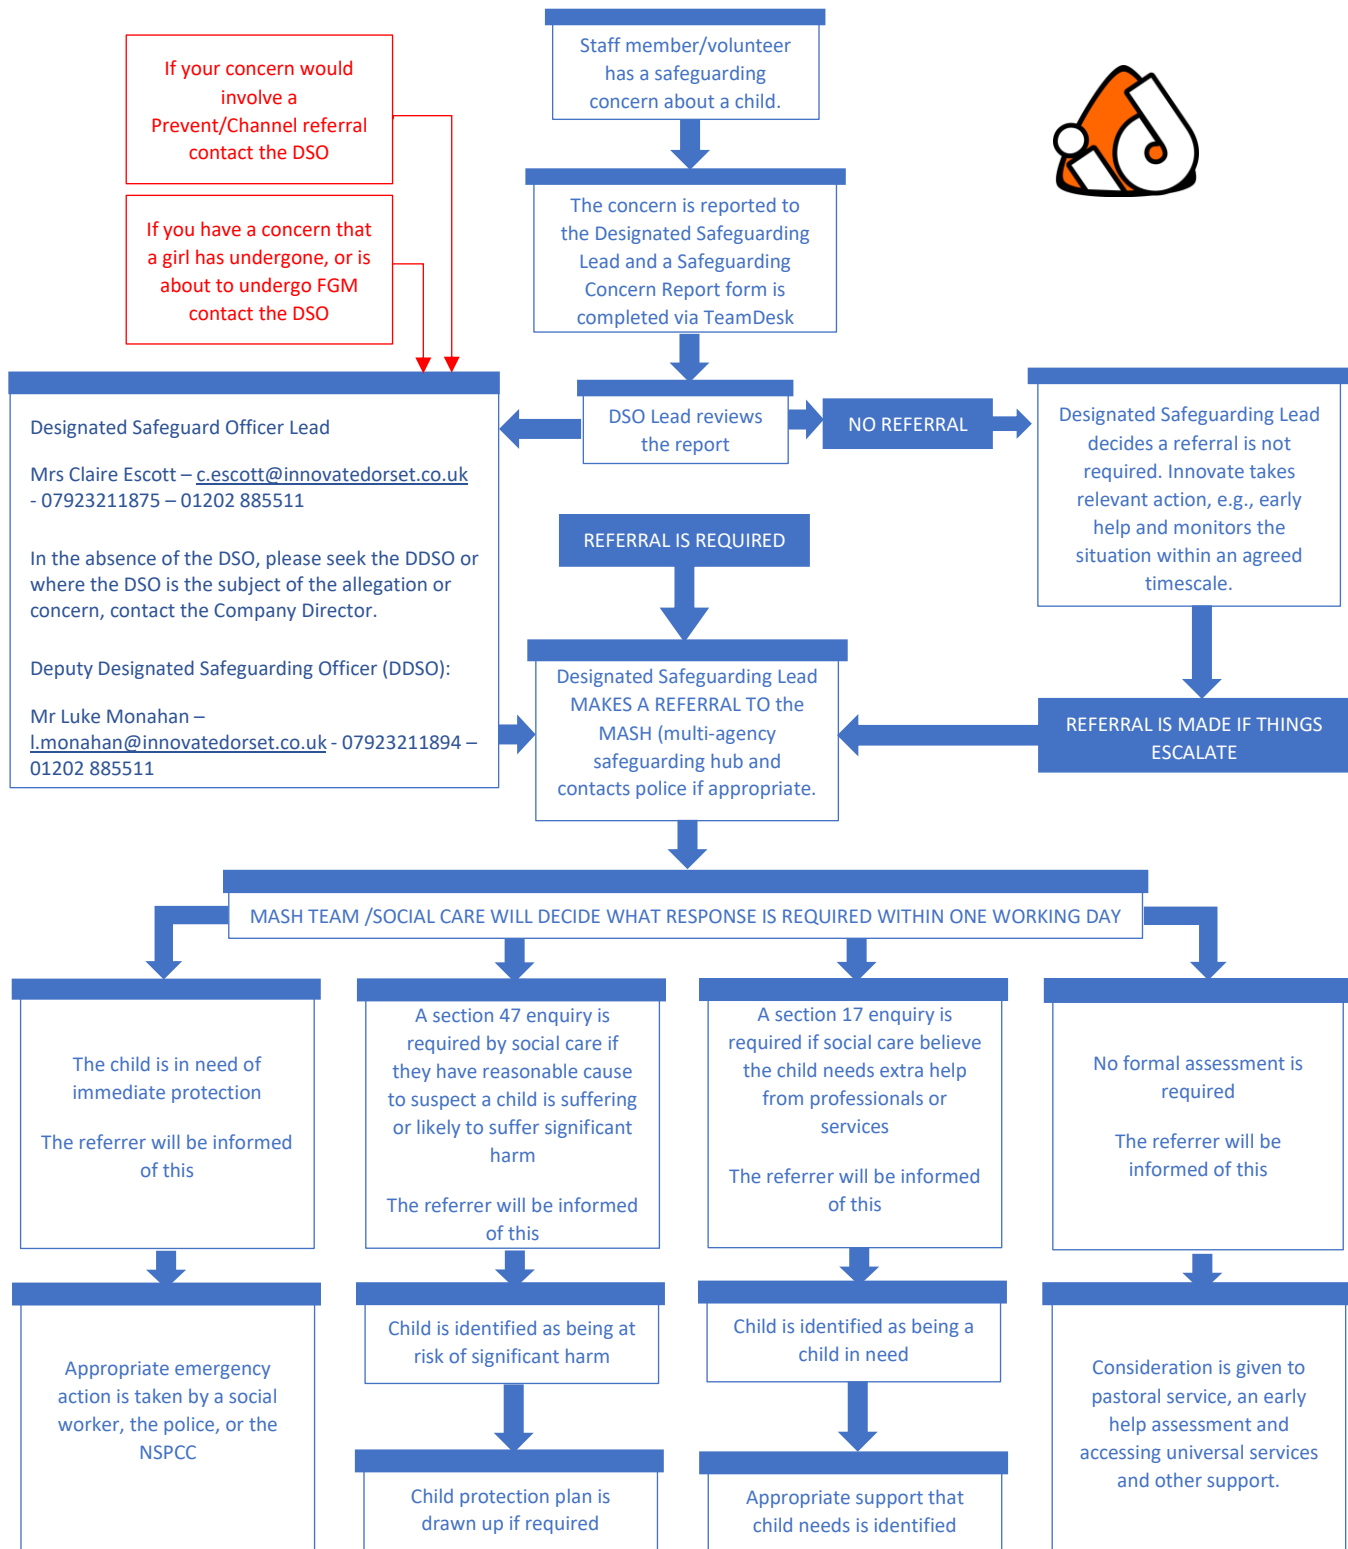 Staff member/volunteer
has a safeguarding
concern about a child.
If your concern would
involve a
Prevent/Channel referral
contact the DSO
If you have a concern that
a girl has undergone, or is
about to undergo FGM
contact the DSO
The concern is reported to
the Designated Safeguarding
Lead and a Safeguarding
Concern Report form is
completed via TeamDesk
DSO Lead reviews
the report
NO REFERRAL
Designated Safeguarding Lead
decides a referral is not
required. Innovate takes
relevant action, e.g., early
help and monitors the
situation within an agreed
timescale.
Designated Safeguard Officer Lead
Mrs Claire Escott – c.escott@innovatedorset.co.uk
- 07923211875 – 01202 885511
In the absence of the DSO, please seek the DDSO or
where the DSO is the subject of the allegation or
concern, contact the Company Director.
Deputy Designated Safeguarding Officer (DDSO):
Mr Luke Monahan –
l.monahan@innovatedorset.co.uk - 07923211894 –
01202 885511
REFERRAL IS REQUIRED
Designated Safeguarding Lead
MAKES A REFERRAL TO the
MASH (multi-agency
safeguarding hub and
contacts police if appropriate.
REFERRAL IS MADE IF THINGS
ESCALATE
MASH TEAM /SOCIAL CARE WILL DECIDE WHAT RESPONSE IS REQUIRED WITHIN ONE WORKING DAY
The child is in need of
immediate protection
The referrer will be informed
of this
A section 47 enquiry is
required by social care if
they have reasonable cause
to suspect a child is suffering
or likely to suffer significant
harm
The referrer will be informed
of this
A section 17 enquiry is
required if social care believe
the child needs extra help
from professionals or
services
The referrer will be informed
of this
No formal assessment is
required
The referrer will be
informed of this
Appropriate emergency
action is taken by a social
worker, the police, or the
NSPCC
Child is identified as being at
risk of significant harm
Child protection plan is
drawn up if required
Child is identified as being a
child in need
Appropriate support that
child needs is identified
Consideration is given to
pastoral service, an early
help assessment and
accessing universal services
and other support.